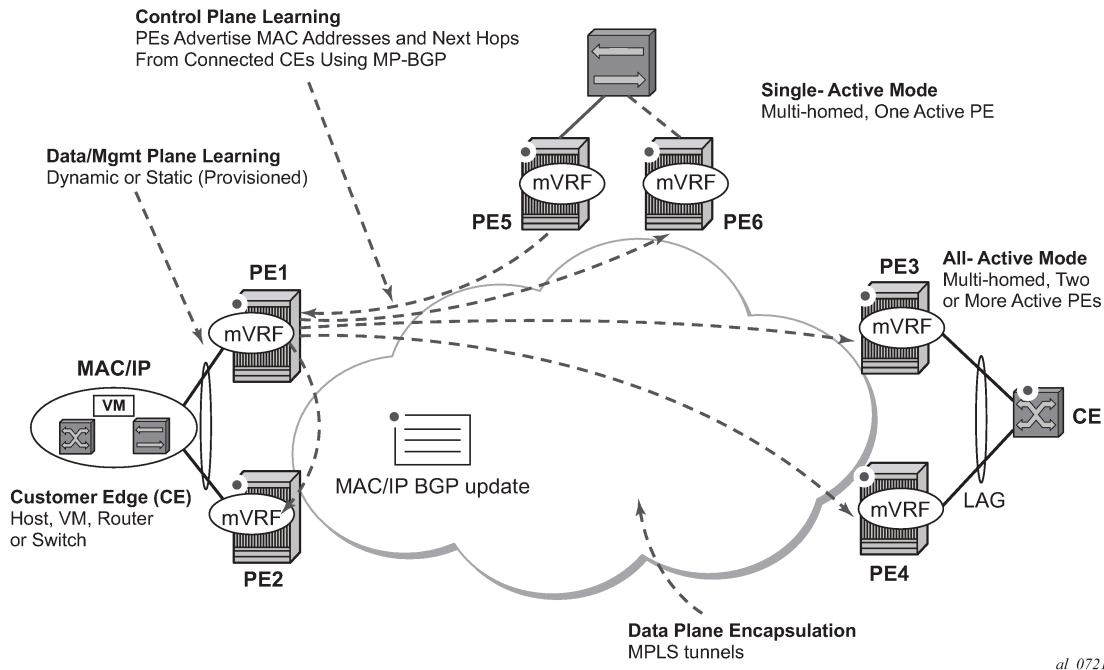 Control Plane Learning
PEs Advertise MAC Addresses and Next Hops
From Connected CEs Using MP-BGP
Single- Active Mode
Multi-homed, One Active PE
Data/Mgmt Plane Learning
Dynamic or Static (Provisioned)
mVRF
mVRF
PE5
PE6
All- Active Mode
Multi-homed, Two
or More Active PEs
PE1
PE3
mVRF
mVRF
MAC/IP
VM
CE
MAC/IP BGP update
Customer Edge (CE)
Host, VM, Router
or Switch
LAG
mVRF
mVRF
PE2
PE4
Data Plane Encapsulation
MPLS tunnels
al_0721